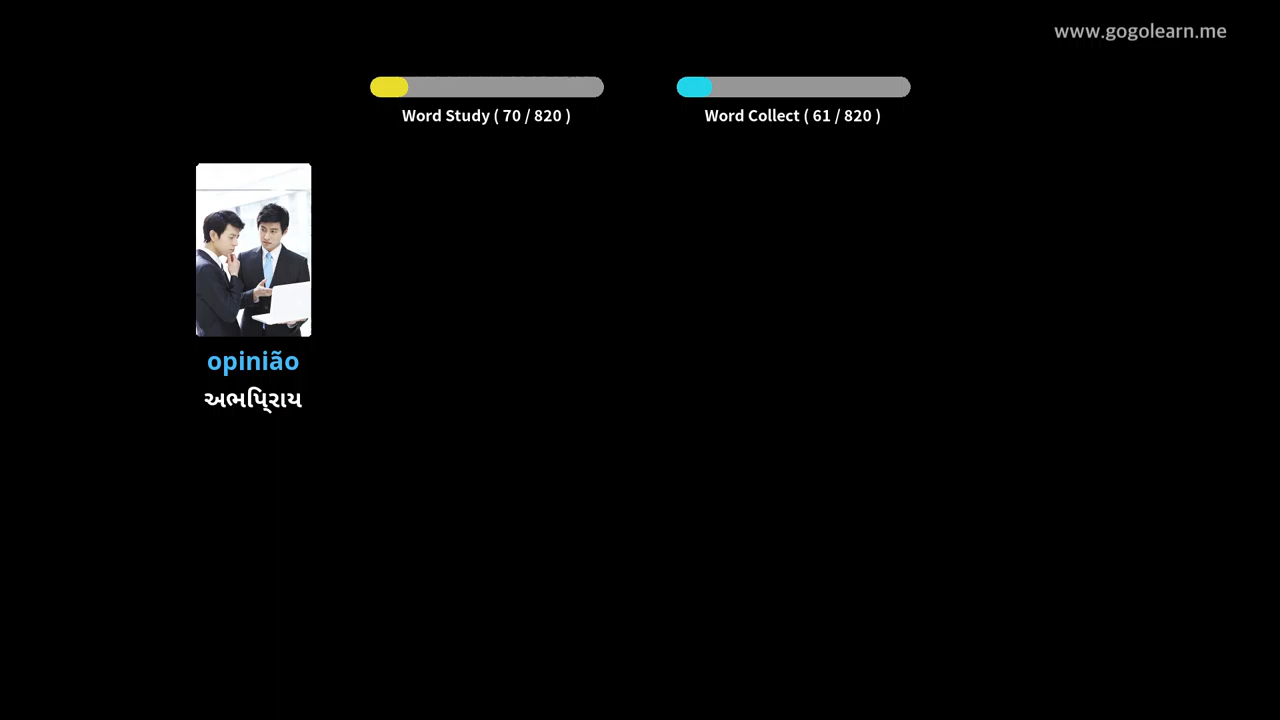 www.gogolearn.me
Word Study ( 70 / 820 )
Word Collect ( 61 / 820 )
opinião
અભિપ્રાય